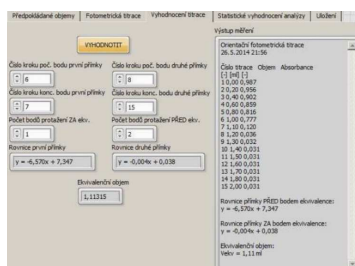 Předpokládané objemy
Fotometrická titrace
Vyhodnocení titrace
Statistické vyhodnocení analýzy
Uložení
VYHODNOTIT
Číslo kroku poč. bodu první přímky
6
Číslo kroku poč. bodu druhé přímky
8
Číslo kroku konc. bodu první přímky
7
Číslo kroku konc. bodu druhé přímky
15
Počet bodů protažení ZA ekv.
1
Počet bodů protažení PŘED ekv.
2
Rovnice první přímky
y = -6,570x + 7,347
Rovnice druhé přímky
y = -0,004x + 0,038
Ekvivalenční objem
1,11315
Výstup měření
Orientační fotometrická titrace
26.5.2014 21:56
Číslo titrace Objem Absorbance
[-] [ml] [-]
1 0,00 0,987
2 0,20 0,956
3 0,40 0,902
4 0,60 0,859
5 0,80 0,816
6 1,00 0,777
7 1,10 0,120
8 1,20 0,036
9 1,30 0,032
10 1,40 0,031
11 1,50 0,031
12 1,60 0,031
13 1,70 0,031
14 1,80 0,031
15 2,00 0,031
Rovnice přímky PŘED bodem ekvivalence:
y = -6,570x + 7,347
Rovnice přímky ZA bodem ekvivalence:
y = -0,004x + 0,038
Ekvivalenční objem:
Vekv = 1,11 ml